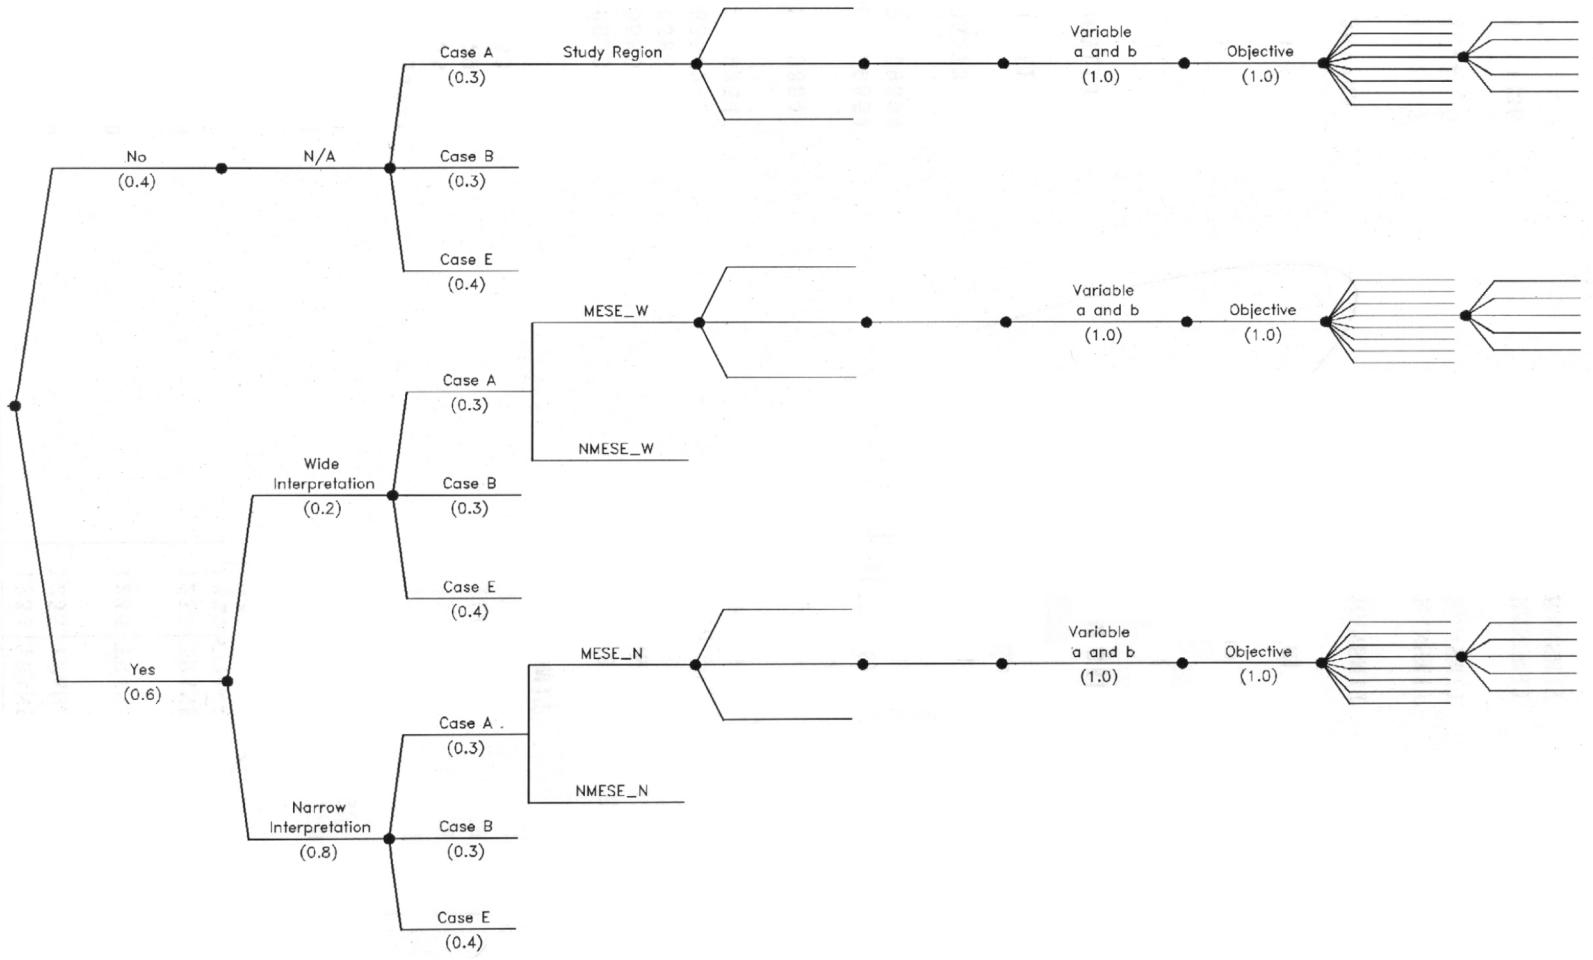 Case A
(0.3)
Study Region
Variable
a and b
(1.0)
Objective
(1.0)
No
(0.4)
N/A
Case B
(0.3)
Case E
(0.4)
MESE_W
Variable
a and b
(1.0)
Objective
(1.0)
Case A
(0.3)
NMESE_W
Wide
Interpretation
(0.2)
Case B
(0.3)
Case E
(0.4)
Yes
(0.6)
MESE_N
Variable
a and b
(1.0)
Objective
(1.0)
Case A
(0.3)
NMESE_N
Narrow
Interpretation
(0.8)
Case B
(0.3)
Case E
(0.4)